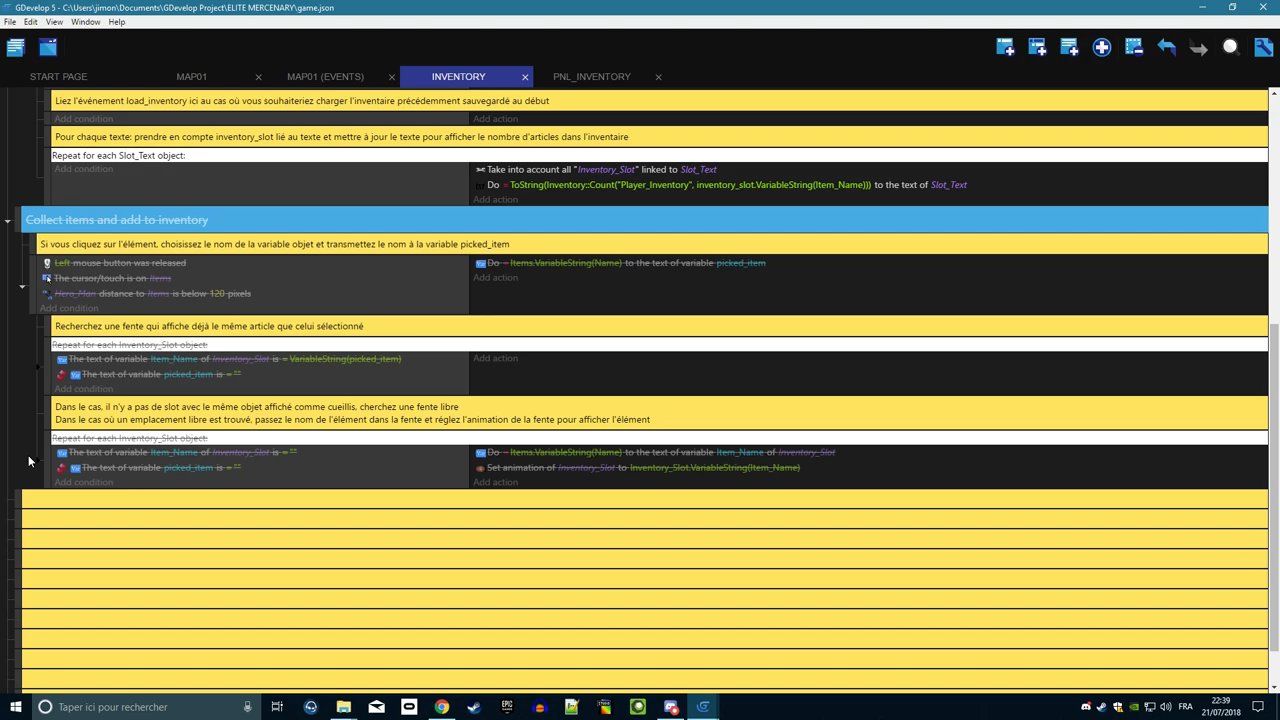 GDevelop 5 - C:\Users\jimon\Documents\GDevelop Project\ELITE MERCENARY\game.json
File Edit View Window Help
START PAGE MAP01 MAP01 (EVENTS) INVENTORY PNL_INVENTORY
Liez l'événement load_inventory ici au cas où vous souhaiteriez charger l'inventaire précédemment sauvegardé au début
Add condition Add action
Pour chaque texte: prendre en compte inventory_slot lié au texte et mettre à jour le texte pour afficher le nombre d'articles dans l'inventaire
Repeat for each Slot_Text object:
Add condition Take into account all "Inventory_Slot" linked to Slot_Text
Do = ToString(Inventory::Count("Player_Inventory", inventory_slot.VariableString(Item_Name))) to the text of Slot_Text
Add action
Collect items and add to inventory
Si vous cliquez sur l'élément, choisissez le nom de la variable objet et transmettez le nom à la variable picked_item
Left mouse button was released Do = Items.VariableString(Name) to the text of variable picked_item
The cursor/touch is on Items Add action
Hero_Man distance to Items is below 120 pixels
Add condition
Recherchez une fente qui affiche déjà le même article que celui sélectionné
Repeat for each Inventory_Slot object:
The text of variable Item_Name of Inventory_Slot is = VariableString(picked_item) Add action
The text of variable picked_item is = ""
Add condition
Dans le cas, il n'y a pas de slot avec le même objet affiché comme cueillis, cherchez une fente libre
Dans le cas où un emplacement libre est trouvé, passez le nom de l'élément dans la fente et réglez l'animation de la fente pour afficher l'élément
Repeat for each Inventory_Slot object:
The text of variable Item_Name of Inventory_Slot is = "" Do = Items.VariableString(Name) to the text of variable Item_Name of Inventory_Slot
The text of variable picked_item is = "" Set animation of Inventory_Slot to Inventory_Slot.VariableString(Item_Name)
Add condition Add action
Taper ici pour rechercher
FRA
22:39
21/07/2018